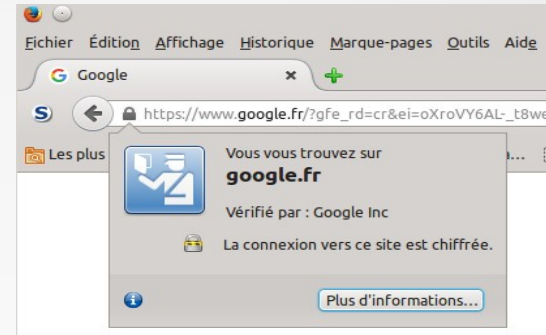 Fichier Édition Affichage Historique Marque-pages Outils Aide
Google
https://www.google.fr/?gfe_rd=cr&ei=oXroVY6AL-_t8we
Les plus
Vous vous trouvez sur
google.fr
Vérifié par : Google Inc
La connexion vers ce site est chiffrée.
Plus d'informations...